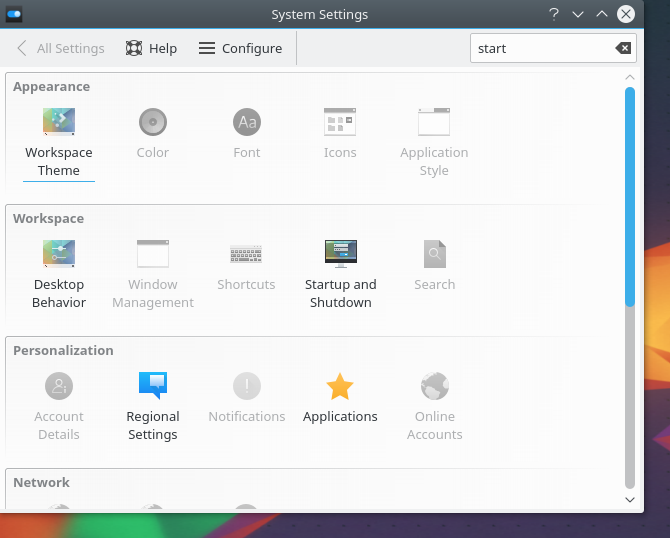 System Settings
All Settings
Help
Configure
start
Appearance
Workspace
Theme
Color
Font
Icons
Application
Style
Workspace
Desktop
Behavior
Window
Management
Shortcuts
Startup and
Shutdown
Search
Personalization
Account
Details
Regional
Settings
Notifications
Applications
Online
Accounts
Network